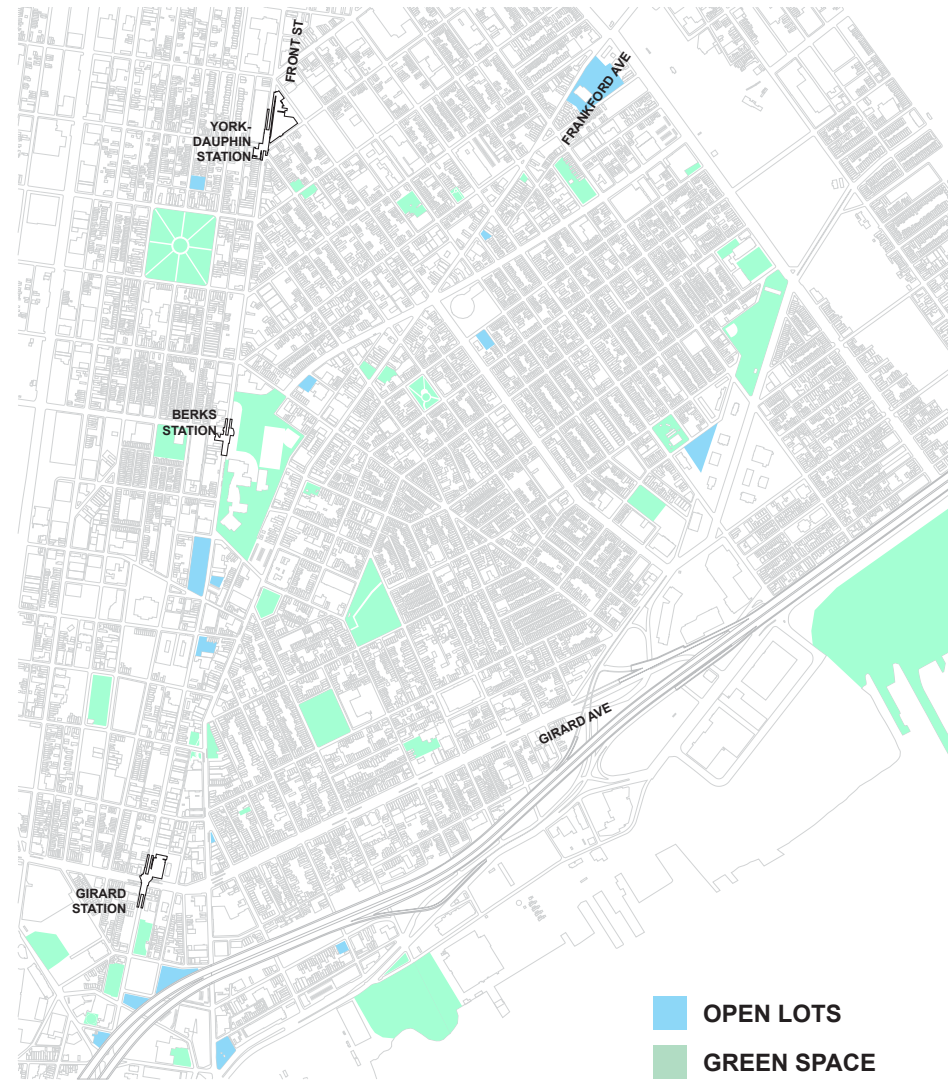 FRONT ST
FRANKFORD AVE
YORK-
DAUPHIN
STATION
BERKS
STATION
GIRARD AVE
GIRARD
STATION
OPEN LOTS
GREEN SPACE